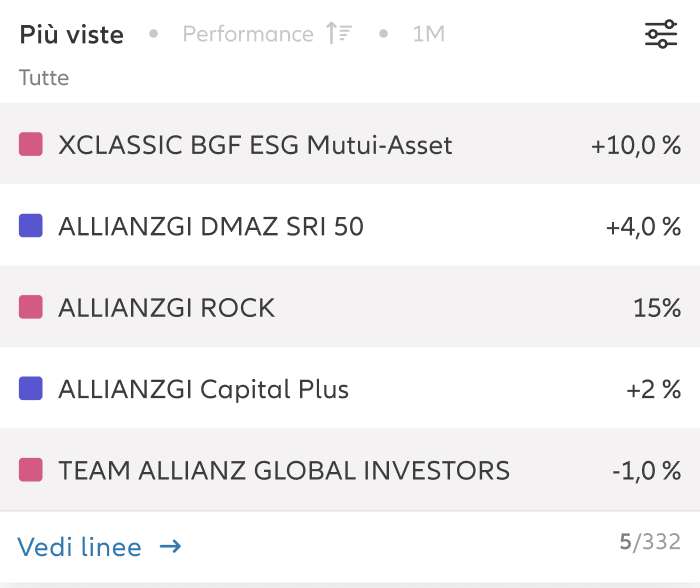 Più viste • Performance • 1M
Tutte
XCLASSIC BGF ESG Mutui-Asset +10,0 %
ALLIANZGI DMAZ SRI 50 +4,0 %
ALLIANZGI ROCK 15%
ALLIANZGI Capital Plus +2 %
TEAM ALLIANZ GLOBAL INVESTORS -1,0 %
Vedi linee → 5/332